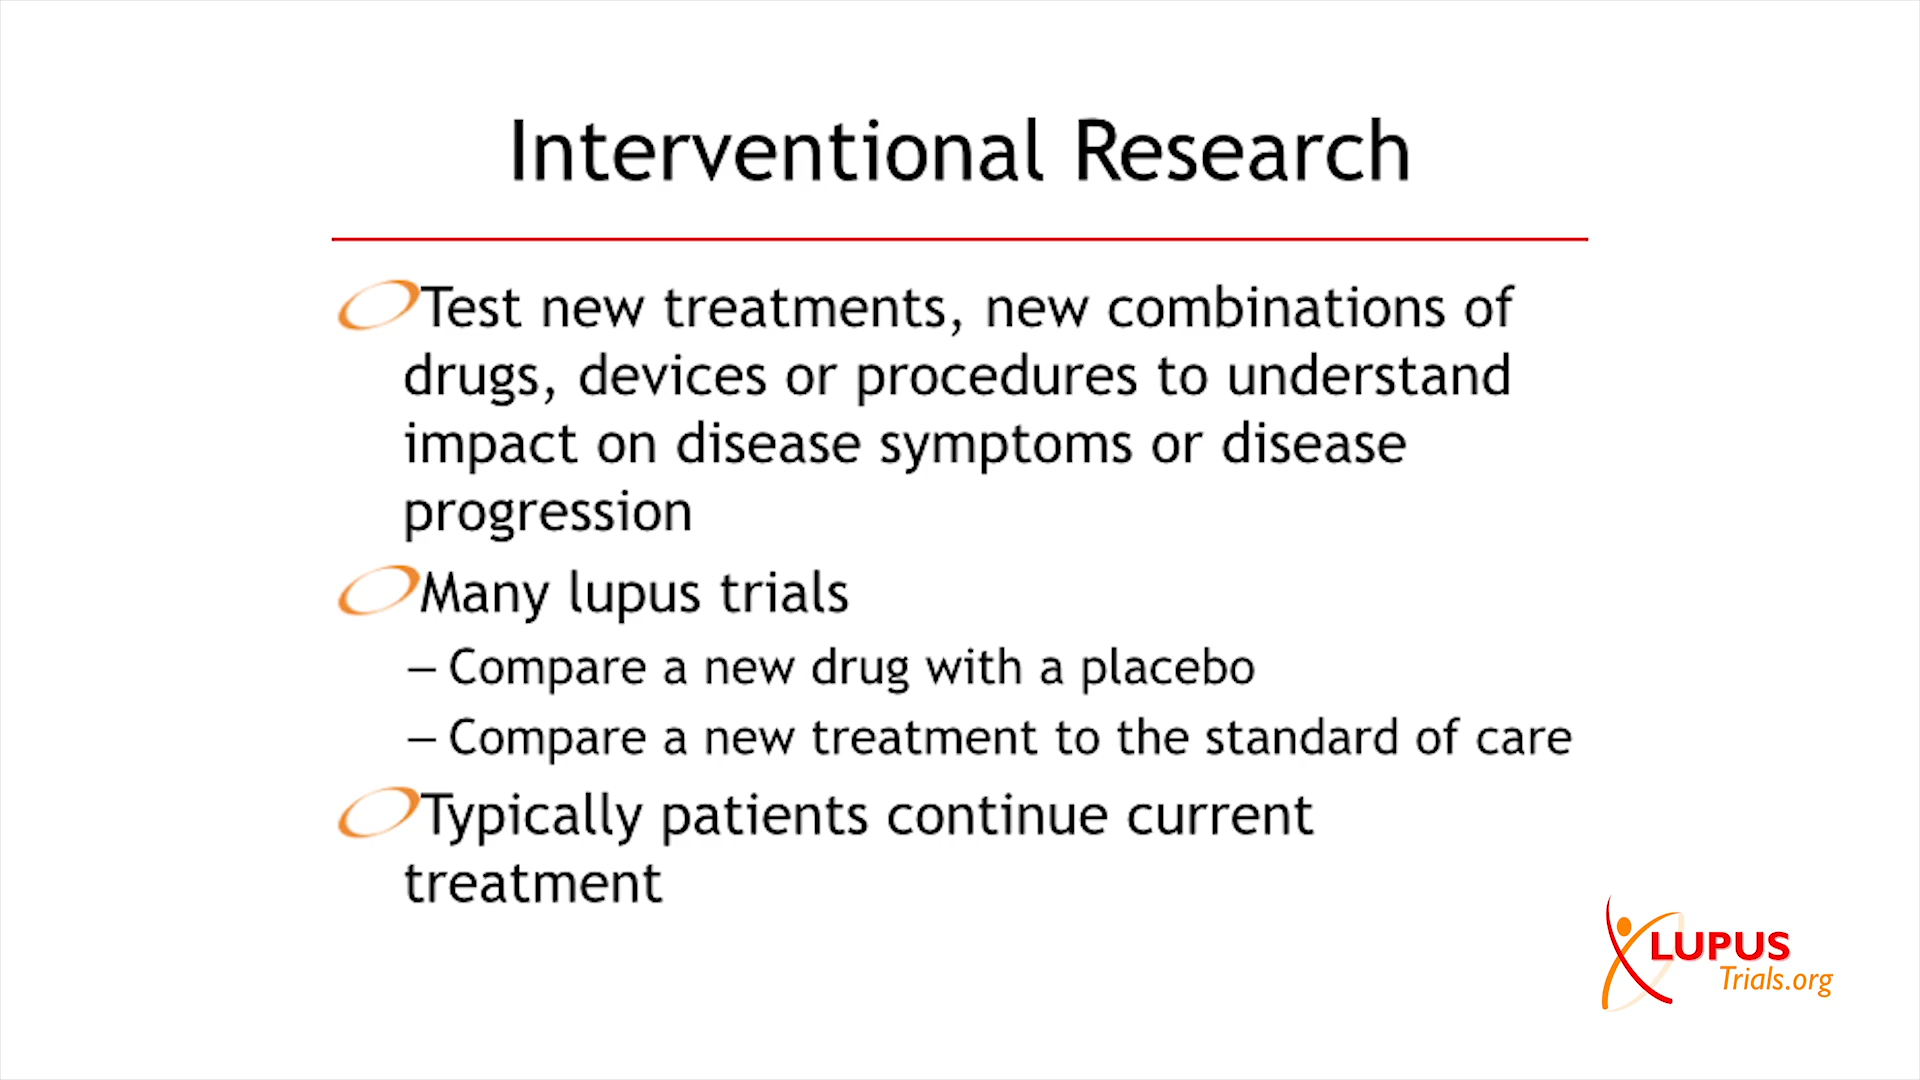 Interventional Research
Test new treatments, new combinations of
drugs, devices or procedures to understand
impact on disease symptoms or disease
progression
Many lupus trials
– Compare a new drug with a placebo
– Compare a new treatment to the standard of care
Typically patients continue current
treatment
LUPUS
Trials.org